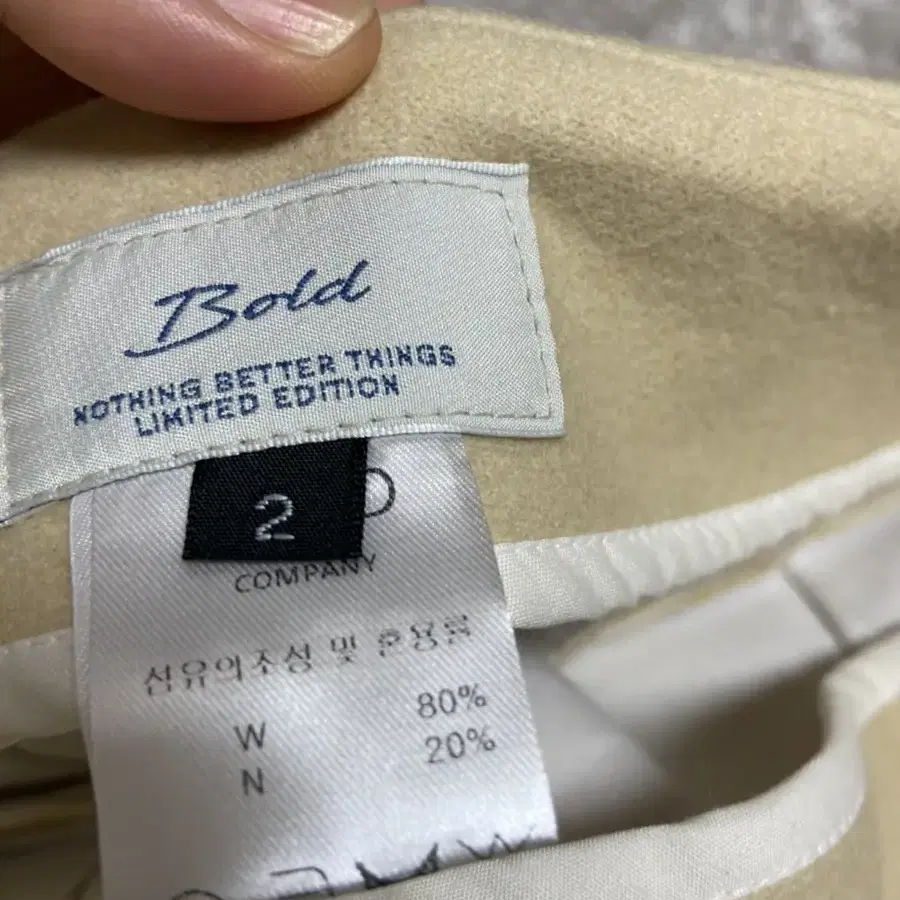 Bold
NOTHING BETTER THINGS
LIMITED EDITION
2
COMPANY
섬유의조성 및 혼용률
W 80%
N 20%